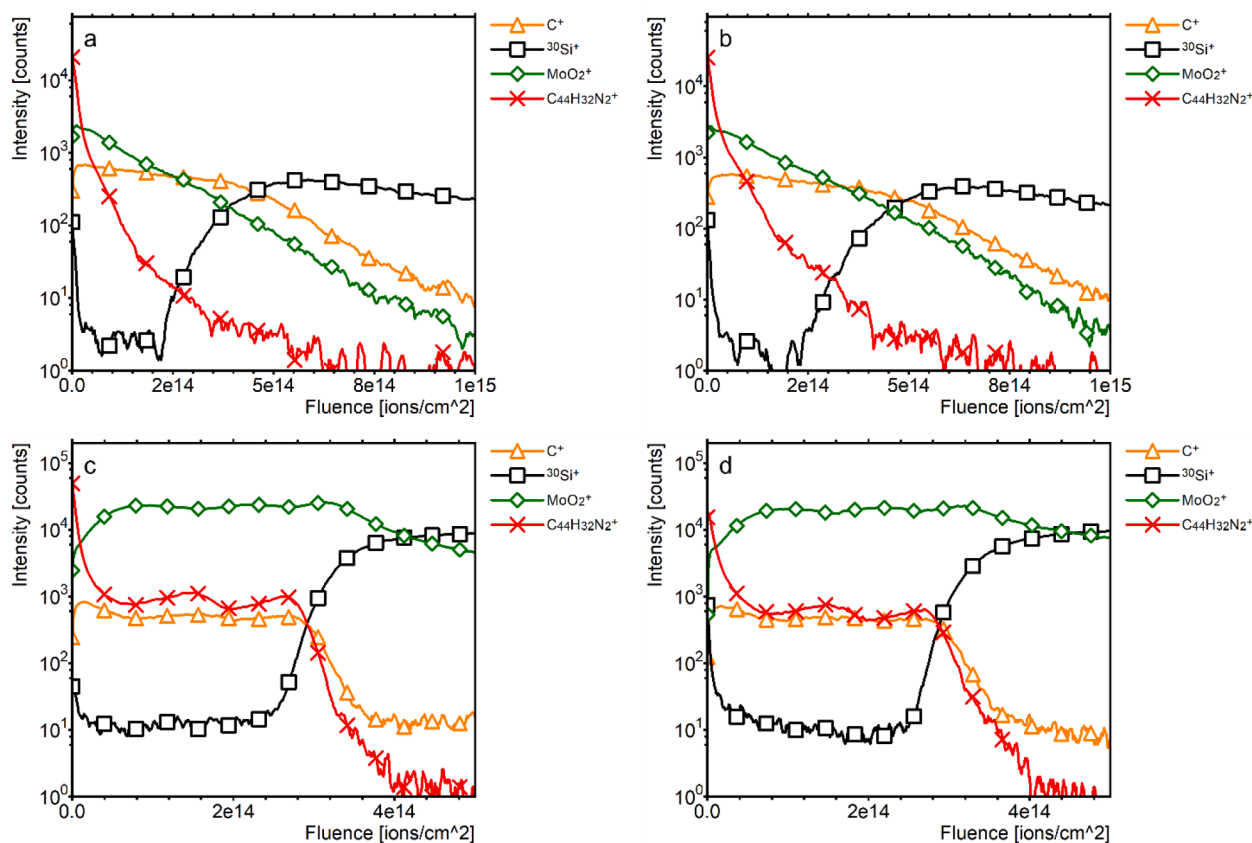 a
Intensity [counts]
10⁴
10³
10²
10¹
10⁰
0.0
2e14
5e14
8e14
1e15
Fluence [ions/cm^2]
C⁺
³⁰Si⁺
MoO₂⁺
C₄₄H₃₂N₂⁺
b
Intensity [counts]
10⁴
10³
10²
10¹
10⁰
0.0
2e14
5e14
8e14
1e15
Fluence [ions/cm^2]
C⁺
³⁰Si⁺
MoO₂⁺
C₄₄H₃₂N₂⁺
c
Intensity [counts]
10⁵
10⁴
10³
10²
10¹
10⁰
0.0
2e14
4e14
Fluence [ions/cm^2]
C⁺
³⁰Si⁺
MoO₂⁺
C₄₄H₃₂N₂⁺
d
Intensity [counts]
10⁵
10⁴
10³
10²
10¹
10⁰
0.0
2e14
4e14
Fluence [ions/cm^2]
C⁺
³⁰Si⁺
MoO₂⁺
C₄₄H₃₂N₂⁺